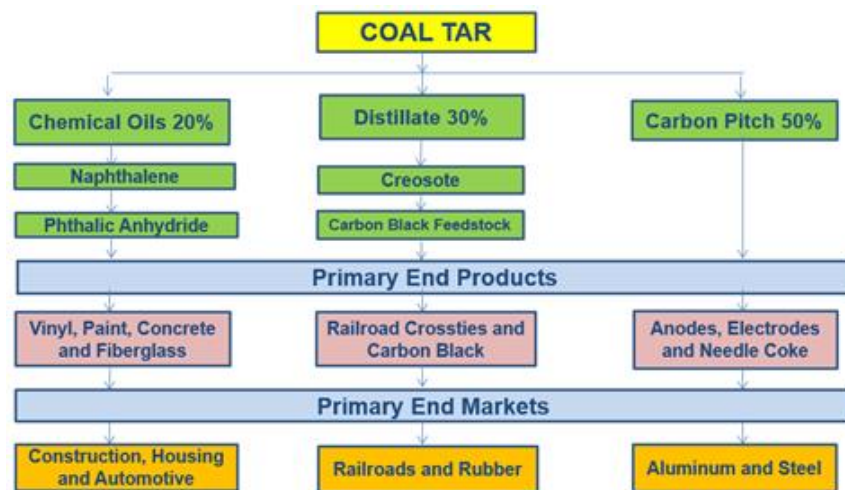 COAL TAR
Chemical Oils 20%
Distillate 30%
Carbon Pitch 50%
Naphthalene
Creosote
Phthalic Anhydride
Carbon Black Feedstock
Primary End Products
Vinyl, Paint, Concrete
and Fiberglass
Railroad Crossties and
Carbon Black
Anodes, Electrodes
and Needle Coke
Primary End Markets
Construction, Housing
and Automotive
Railroads and Rubber
Aluminum and Steel